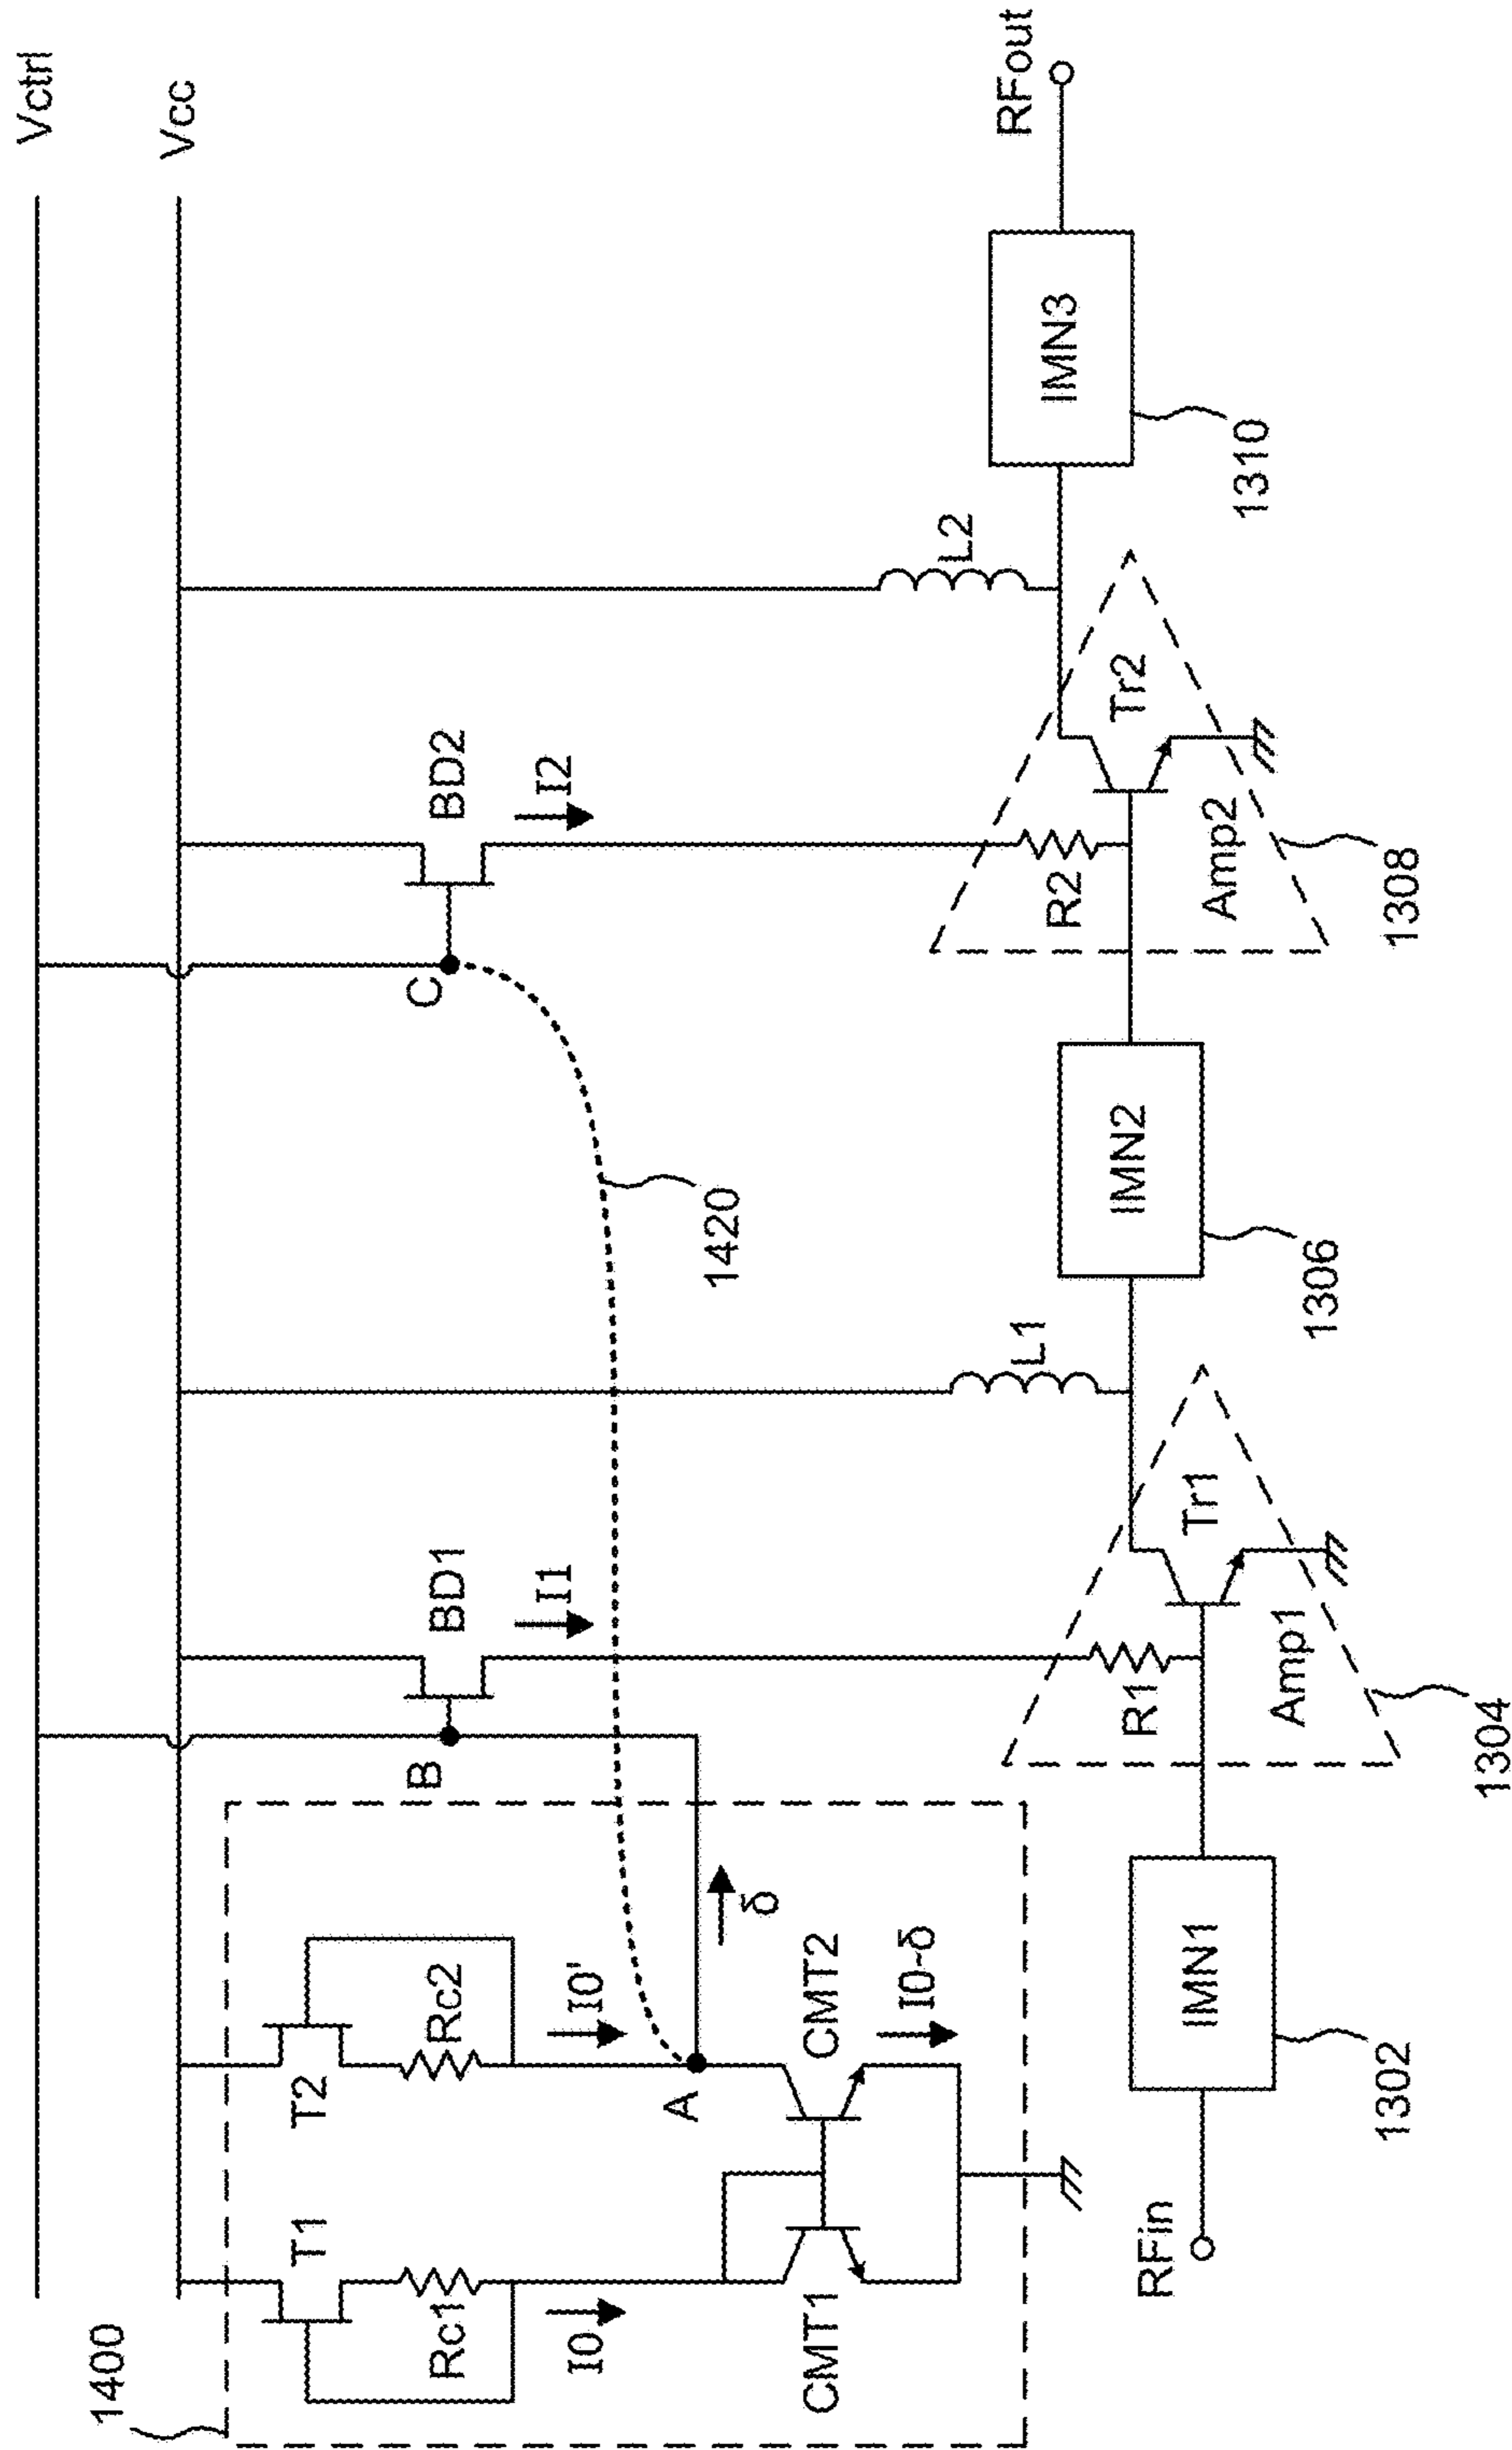 Vctrl
Vcc
1400
T1
T2
Rc1
Rc2
I0
I0'
A
δ
CMT1
CMT2
I0-δ
B
BD1
I1
C
BD2
I2
1420
L1
L2
R1
Tr1
Amp1
R2
Tr2
Amp2
RFin
IMN1
IMN2
IMN3
RFout
1302
1304
1306
1308
1310